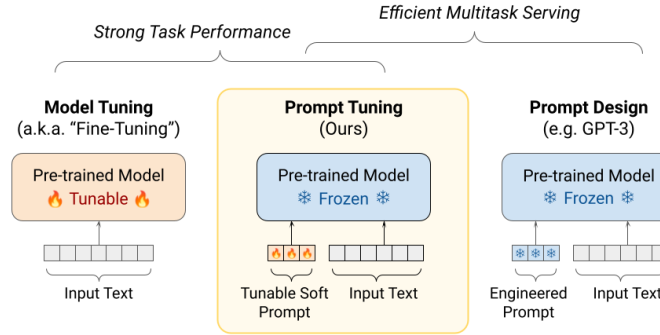 Efficient Multitask Serving
Strong Task Performance
Model Tuning
(a.k.a. “Fine-Tuning”)
Pre-trained Model
Tunable
Input Text
Prompt Tuning
(Ours)
Pre-trained Model
Frozen
Tunable Soft
Prompt
Input Text
Prompt Design
(e.g. GPT-3)
Pre-trained Model
Frozen
Engineered
Prompt
Input Text